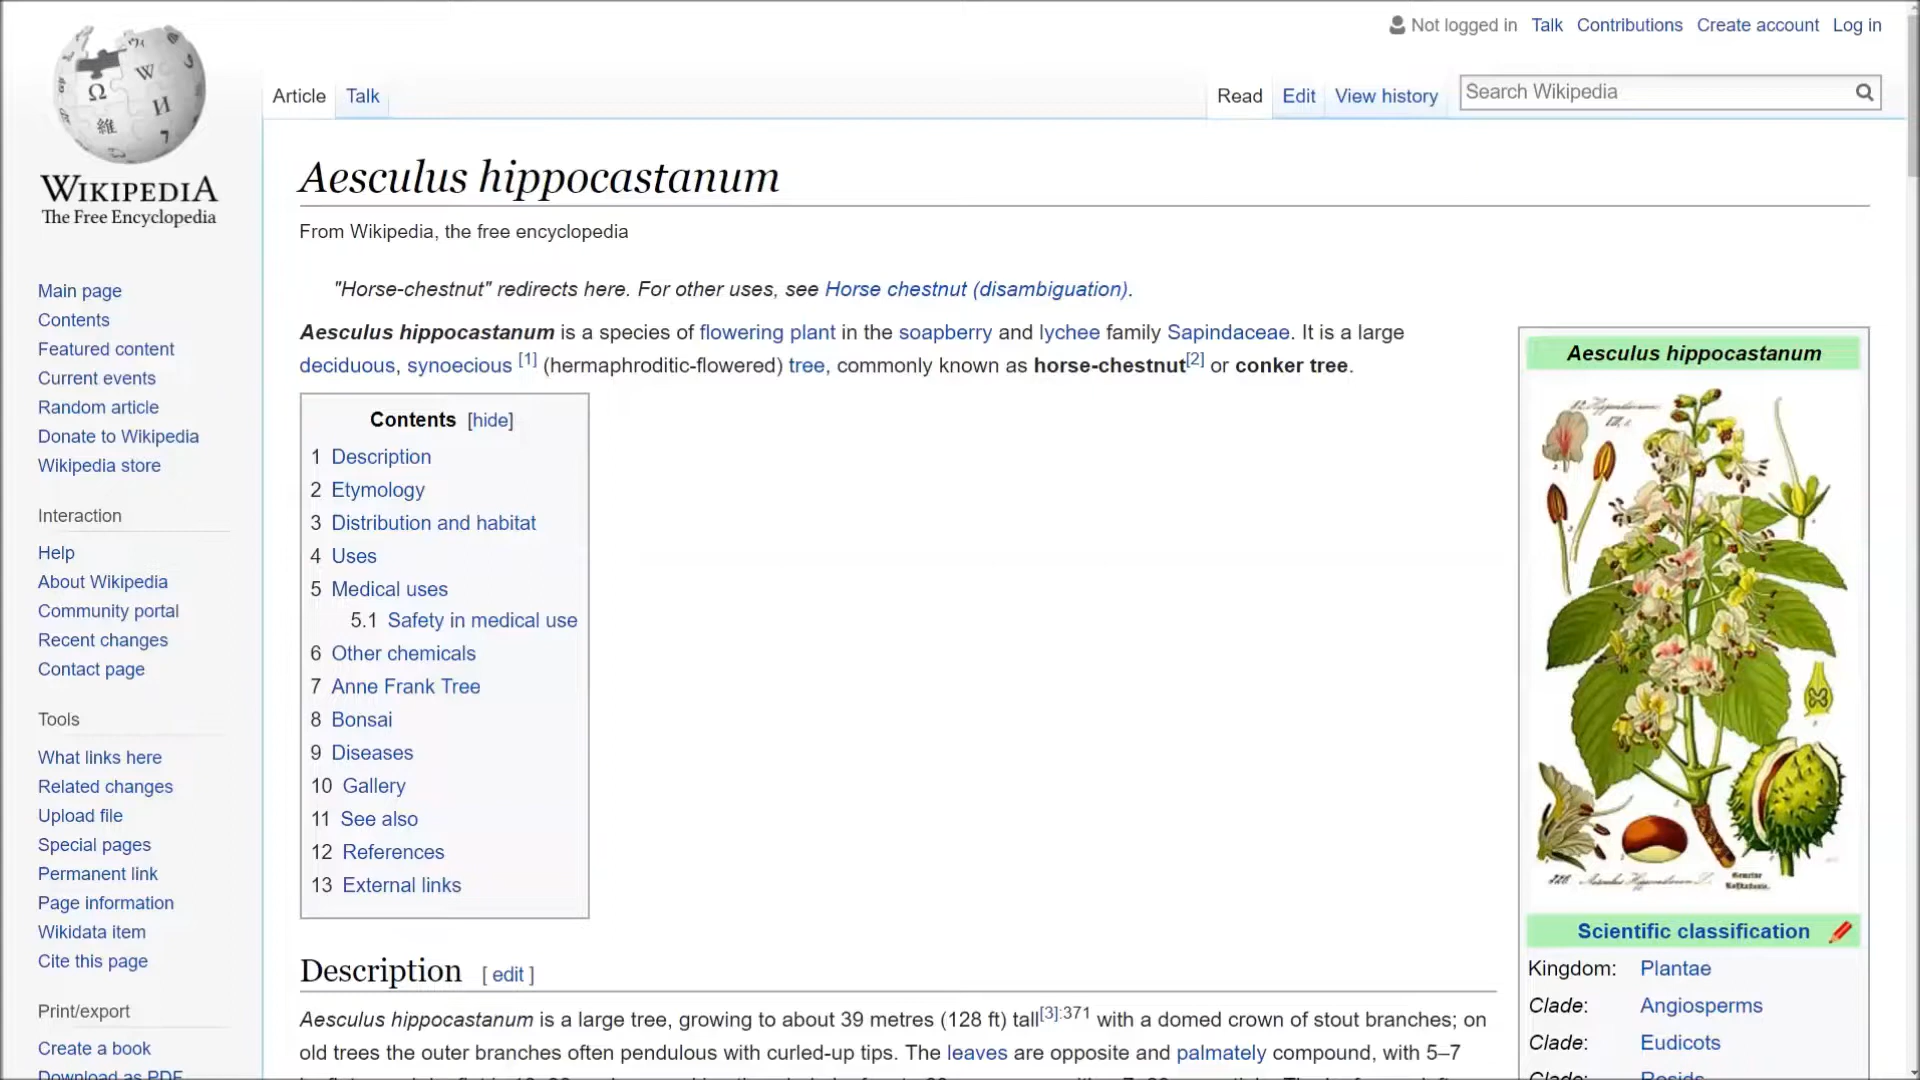 Not logged in Talk Contributions Create account Log in
Article Talk Read Edit View history Search Wikipedia
WIKIPEDIA
The Free Encyclopedia
Main page
Contents
Featured content
Current events
Random article
Donate to Wikipedia
Wikipedia store
Interaction
Help
About Wikipedia
Community portal
Recent changes
Contact page
Tools
What links here
Related changes
Upload file
Special pages
Permanent link
Page information
Wikidata item
Cite this page
Print/export
Create a book
Download as PDF
Aesculus hippocastanum
From Wikipedia, the free encyclopedia
"Horse-chestnut" redirects here. For other uses, see Horse chestnut (disambiguation).
Aesculus hippocastanum is a species of flowering plant in the soapberry and lychee family Sapindaceae. It is a large
deciduous, synoecious [1] (hermaphroditic-flowered) tree, commonly known as horse-chestnut[2] or conker tree.
Contents [hide]
1 Description
2 Etymology
3 Distribution and habitat
4 Uses
5 Medical uses
5.1 Safety in medical use
6 Other chemicals
7 Anne Frank Tree
8 Bonsai
9 Diseases
10 Gallery
11 See also
12 References
13 External links
Description [ edit ]
Aesculus hippocastanum is a large tree, growing to about 39 metres (128 ft) tall[3]:371 with a domed crown of stout branches; on
old trees the outer branches often pendulous with curled-up tips. The leaves are opposite and palmately compound, with 5–7
Aesculus hippocastanum
Scientific classification
Kingdom: Plantae
Clade: Angiosperms
Clade: Eudicots
Clade: Rosids